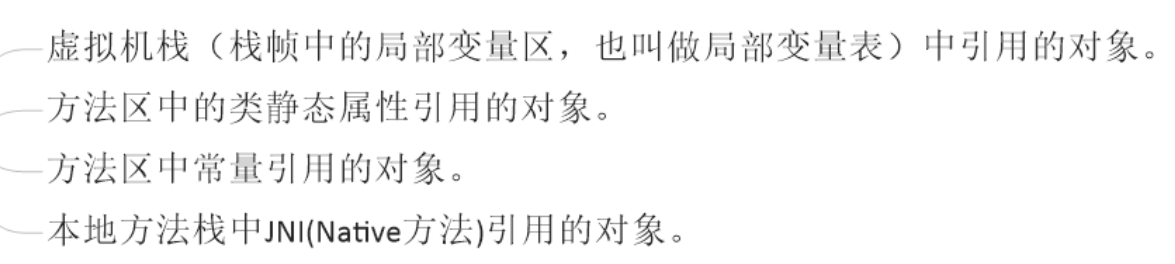 虚拟机栈（栈帧中的局部变量区，也叫做局部变量表）中引用的对象。
方法区中的类静态属性引用的对象。
方法区中常量引用的对象。
本地方法栈中JNI(Native方法)引用的对象。